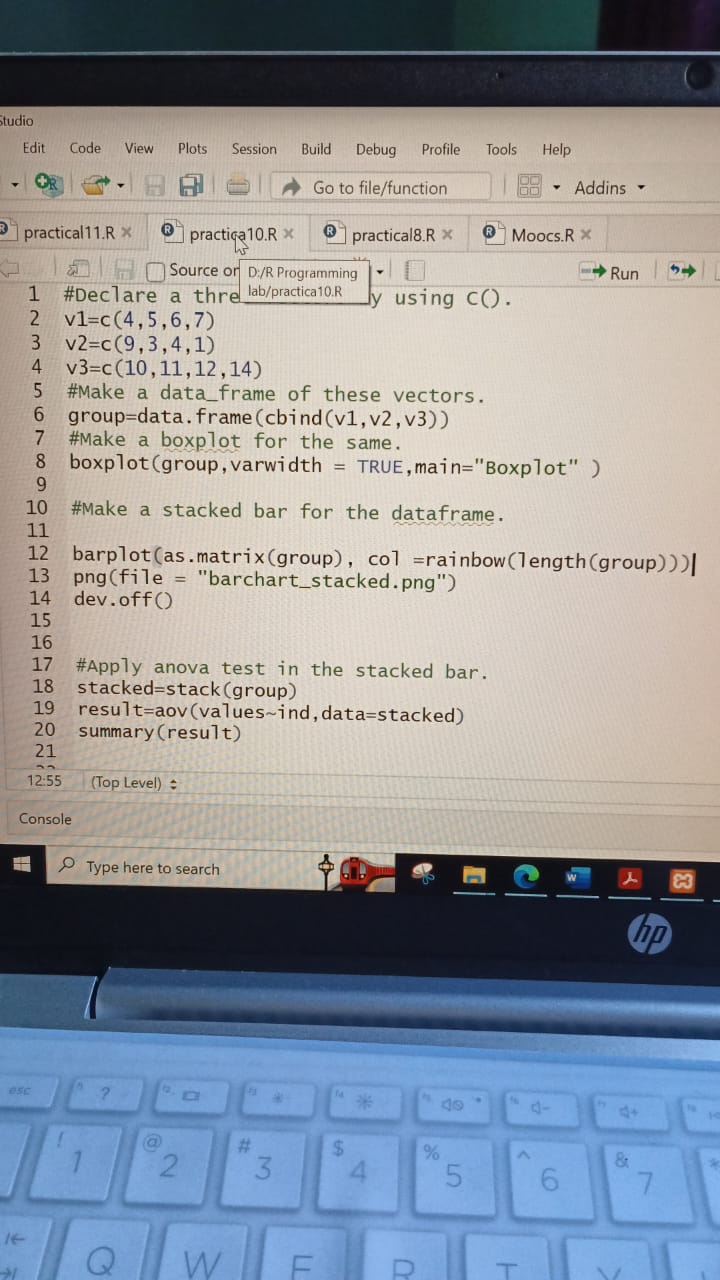 Studio
Edit Code View Plots Session Build Debug Profile Tools Help
Go to file/function Addins
practical11.R practica10.R practical8.R Moocs.R
Source on Run
D:/R Programming
lab/practica10.R
1 #Declare a thre y using C().
2 v1=c(4,5,6,7)
3 v2=c(9,3,4,1)
4 v3=c(10,11,12,14)
5 #Make a data_frame of these vectors.
6 group=data.frame(cbind(v1,v2,v3))
7 #Make a boxplot for the same.
8 boxplot(group,varwidth = TRUE,main="Boxplot" )
9
10 #Make a stacked bar for the dataframe.
11
12 barplot(as.matrix(group), col =rainbow(length(group)))
13 png(file = "barchart_stacked.png")
14 dev.off()
15
16
17 #Apply anova test in the stacked bar.
18 stacked=stack(group)
19 result=aov(values~ind,data=stacked)
20 summary(result)
21
12:55 (Top Level)
Console
Type here to search
hp
esc ?
! 1 @ 2 # 3 $ 4 % 5 ^ 6 & 7
Q W E R T Y